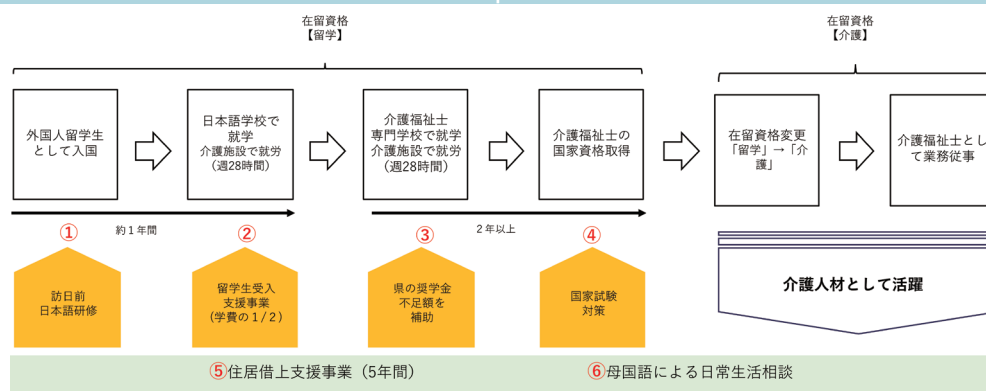 在留資格
【留学】
在留資格
【介護】
外国人留学生
として入国
日本語学校で
就学
介護施設で就労
(週28時間)
介護福祉士
専門学校で就学
介護施設で就労
(週28時間)
介護福祉士の
国家資格取得
在留資格変更
「留学」→「介
護」
介護福祉士とし
て業務従事
① 約１年間 ②
③ ２年以上 ④
訪日前
日本語研修
留学生受入
支援事業
(学費の１/２)
県の奨学金
不足額を
補助
国家試験
対策
介護人材として活躍
⑤住居借上支援事業（5年間） ⑥母国語による日常生活相談